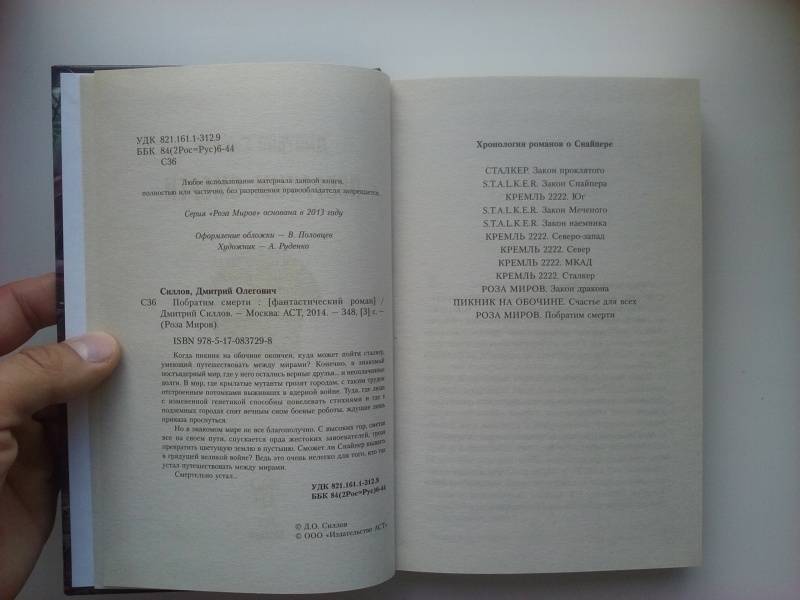 УДК 821.161.1-312.9
ББК 84(2Рос=Рус)6-44
С36
Любое использование материала данной книги,
полностью или частично, без разрешения правообладателя запрещается.
Серия «Роза Миров» основана в 2013 году
Оформление обложки — В. Половцев
Художник — А. Руденко
Силлов, Дмитрий Олегович
С36 Побратим смерти : [фантастический роман] /
Дмитрий Силлов. — Москва: АСТ, 2014. — 348, [3] с. —
(Роза Миров).
ISBN 978-5-17-083729-8
Когда пикник на обочине окончен, куда может пойти сталкер,
умеющий путешествовать между мирами? Конечно, в знакомый
постъядерный мир, где у него остались верные друзья... и неоплаченные
долги. В мир, где крылатые мутанты грозят городам, с таким трудом
отстроенным потомками выживших в ядерной войне. Туда, где люди
с измененной генетикой способны повелевать стихиями и где в
подземных городах спят вечным сном боевые роботы, ждущие лишь
приказа проснуться.
Но в знакомом мире не все благополучно. С высоких гор, сметая
все на своем пути, спускается орда жестоких завоевателей, грозя
превратить цветущую землю в пустыню. Сможет ли Снайпер выжить
в грядущей великой войне? Ведь это очень нелегко для того, кто так
устал путешествовать между мирами.
Смертельно устал...
УДК 821.161.1-312.9
ББК 84(2Рос=Рус)6-44
© Д.О. Силлов
© ООО «Издательство АСТ»
Хронология романов о Снайпере
СТАЛКЕР. Закон проклятого
S.T.A.L.K.E.R. Закон Снайпера
КРЕМЛЬ 2222. Юг
S.T.A.L.K.E.R. Закон Меченого
S.T.A.L.K.E.R. Закон наемника
КРЕМЛЬ 2222. Северо-запад
КРЕМЛЬ 2222. Север
КРЕМЛЬ 2222. МКАД
КРЕМЛЬ 2222. Сталкер
РОЗА МИРОВ. Закон дракона
ПИКНИК НА ОБОЧИНЕ. Счастье для всех
РОЗА МИРОВ. Побратим смерти